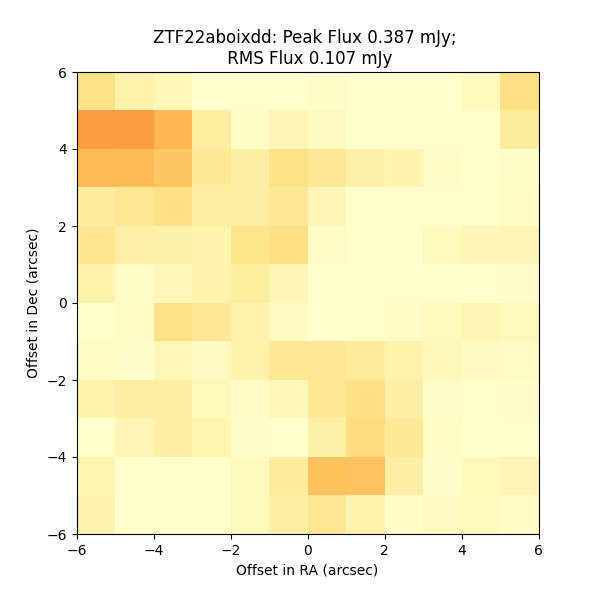 ZTF22aboixdd: Peak Flux 0.387 mJy;
RMS Flux 0.107 mJy
6
4
2
0
−2
−4
−6
Offset in Dec (arcsec)
−6 −4 −2 0 2 4 6
Offset in RA (arcsec)